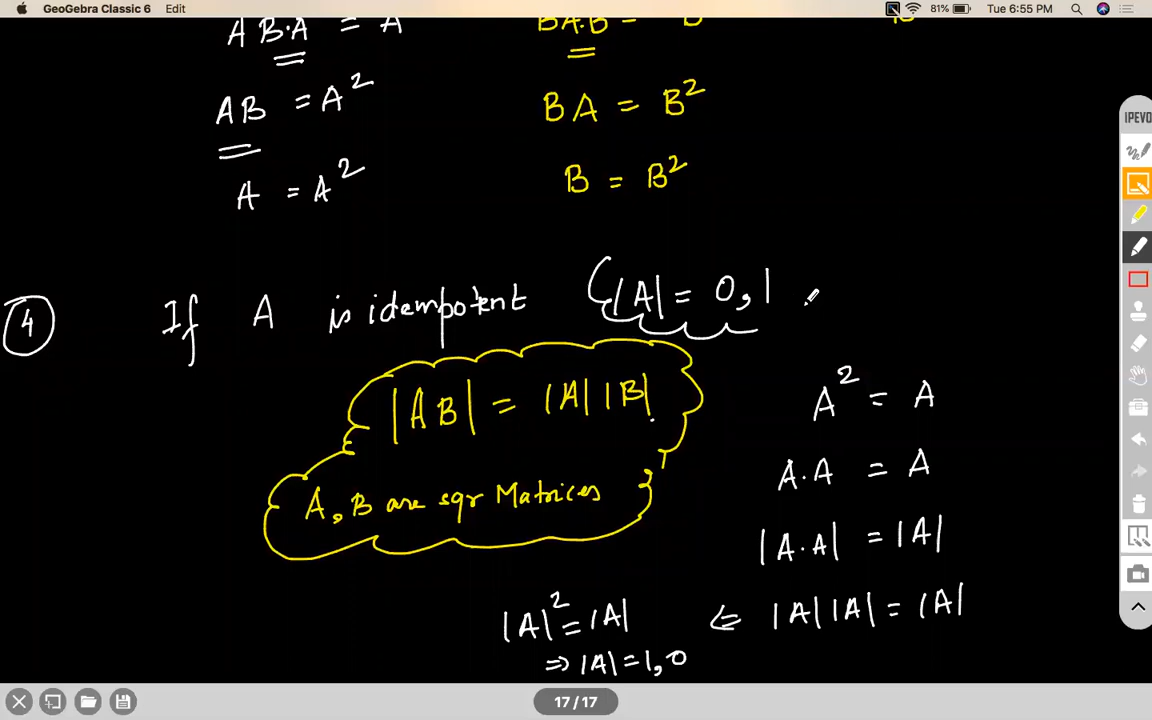 GeoGebra Classic 6 Edit 81% Tue 6:55 PM
A B·A = A
BA·B = B
AB = A²
BA = B²
A = A²
B = B²
IPEVO
④ If A is idempotent (|A| = 0, 1
|AB| = |A| |B|
A² = A
A·A = A
A, B are sqr Matrices
|A·A| = |A|
|A|² = |A| ⇐ |A| |A| = |A|
⇒ |A| = 1, 0
17/17